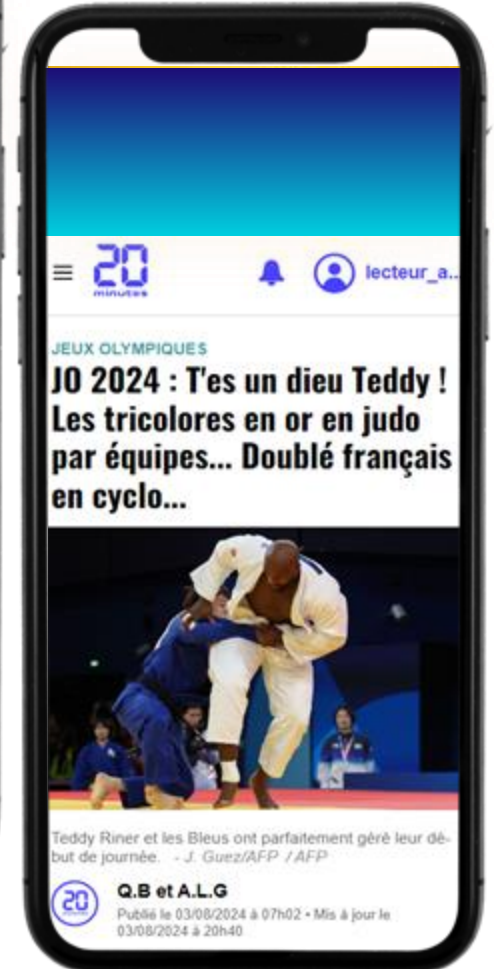 20
minutes
lecteur_a..
JEUX OLYMPIQUES
JO 2024 : T'es un dieu Teddy !
Les tricolores en or en judo
par équipes... Doublé français
en cyclo...
Teddy Riner et les Bleus ont parfaitement géré leur dé-
but de journée. - J. Guez/AFP / AFP
20
minutes
Q.B et A.L.G
Publié le 03/08/2024 à 07h02 • Mis à jour le
03/08/2024 à 20h40